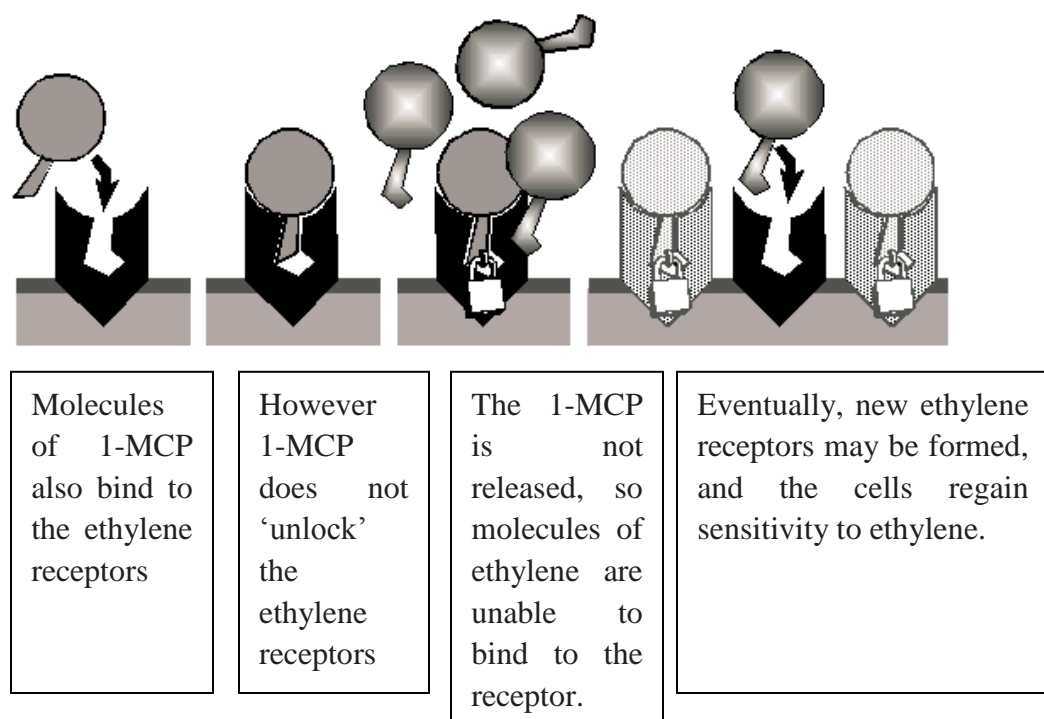 Molecules
of 1-MCP
also bind to
the ethylene
receptors
However
1-MCP
does not
‘unlock’
the
ethylene
receptors
The 1-MCP
is not
released, so
molecules of
ethylene are
unable to
bind to the
receptor.
Eventually, new ethylene
receptors may be formed,
and the cells regain
sensitivity to ethylene.